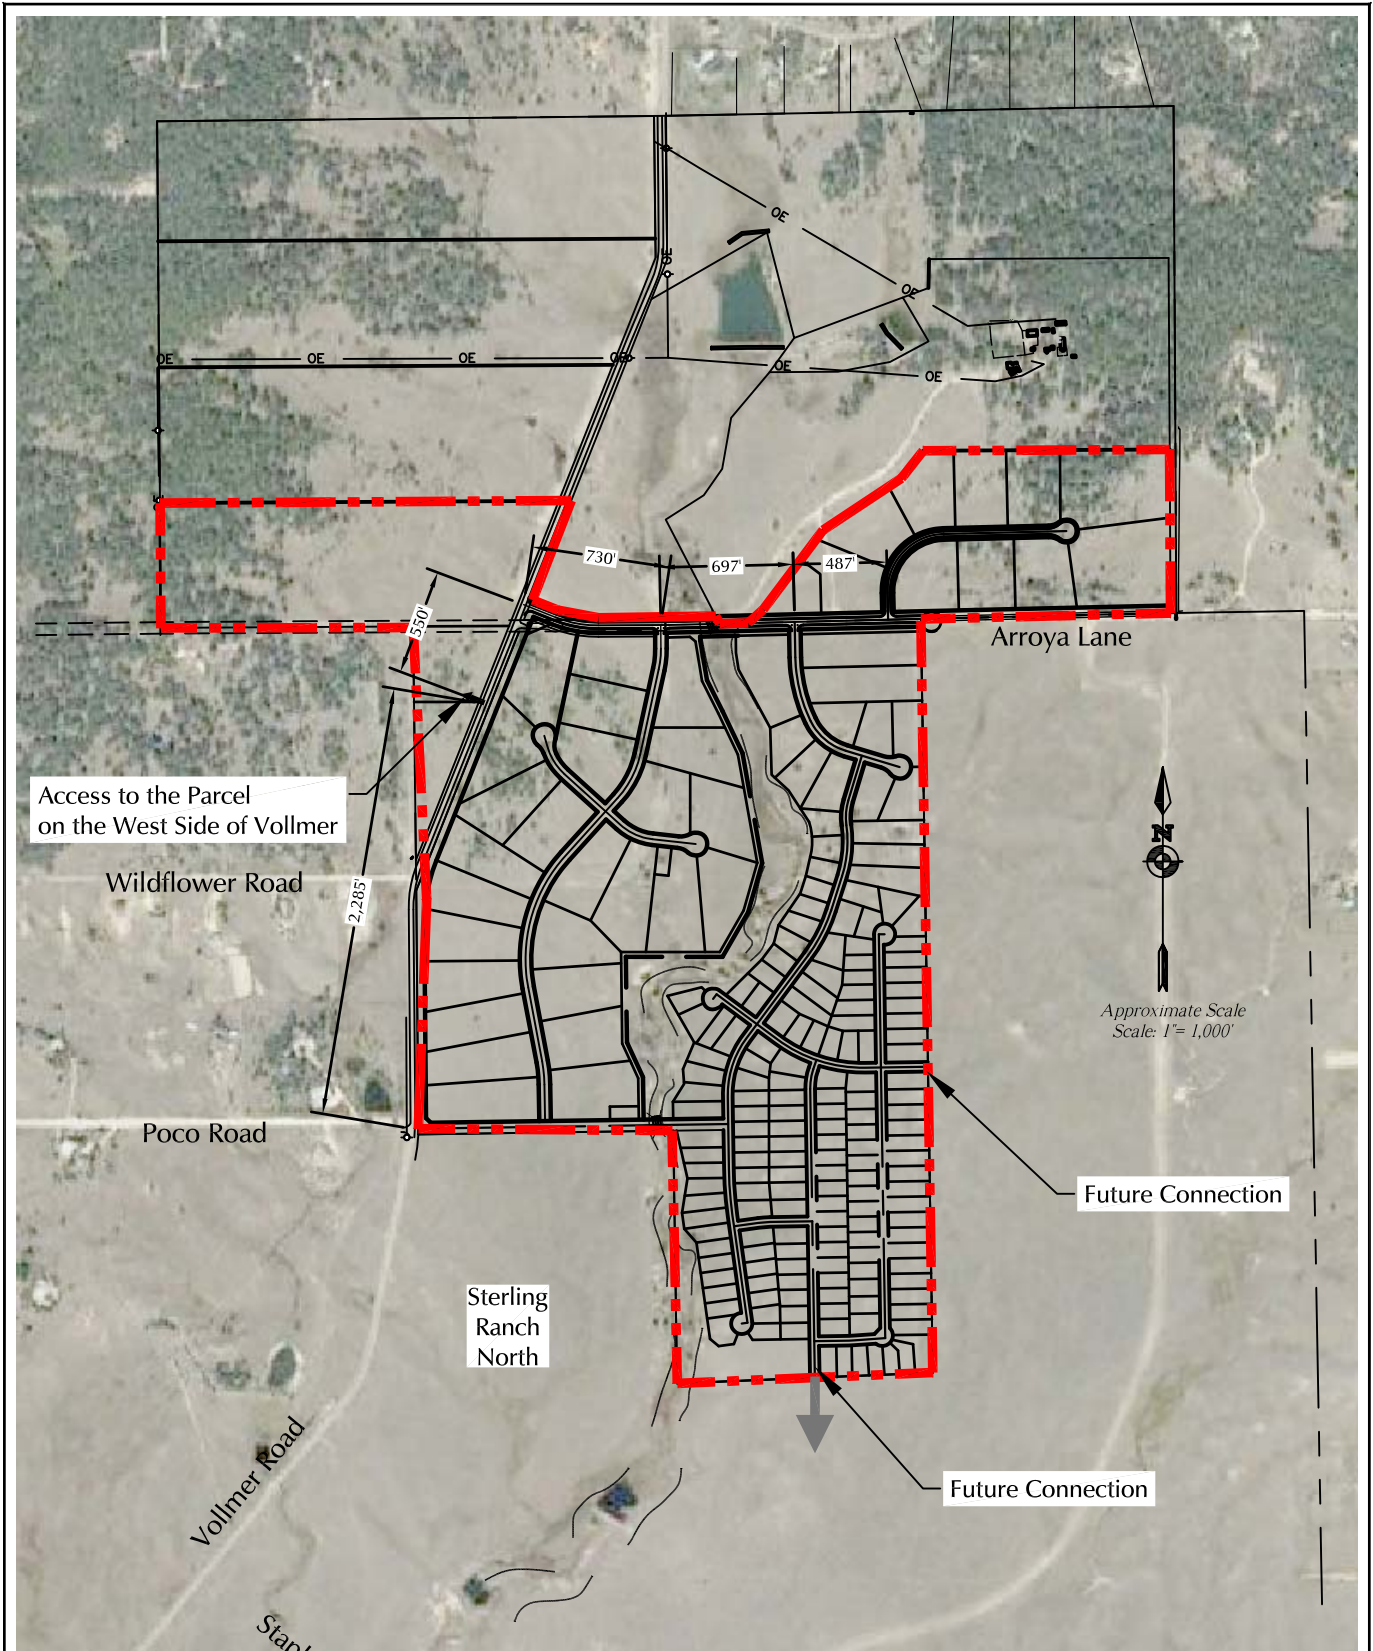 OE
OE
OE
OE
OE
OE
OE
OE
OE
OE
730'
697'
487'
550'
Arroya Lane
Access to the Parcel
on the West Side of Vollmer
Wildflower Road
2,285'
N
Approximate Scale
Scale: 1"= 1,000'
Poco Road
Future Connection
Sterling
Ranch
North
Vollmer Road
Future Connection